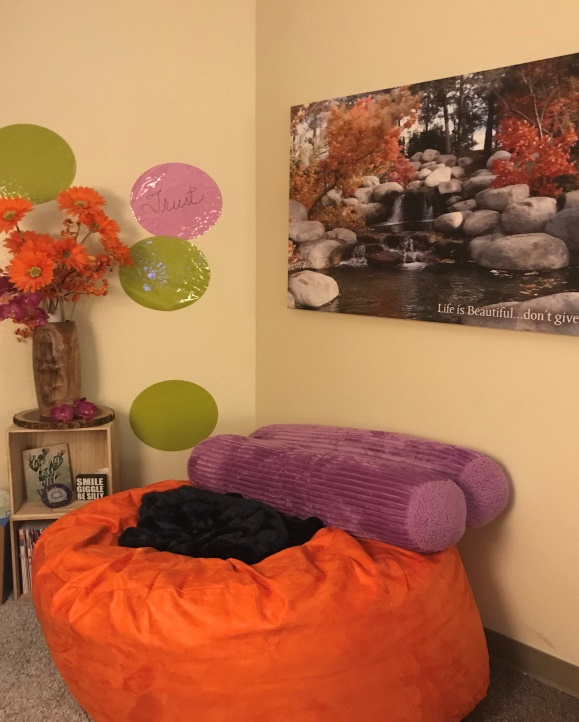 Trust
Life is Beautiful...don't give
SMILE
GIGGLE
BE SILLY